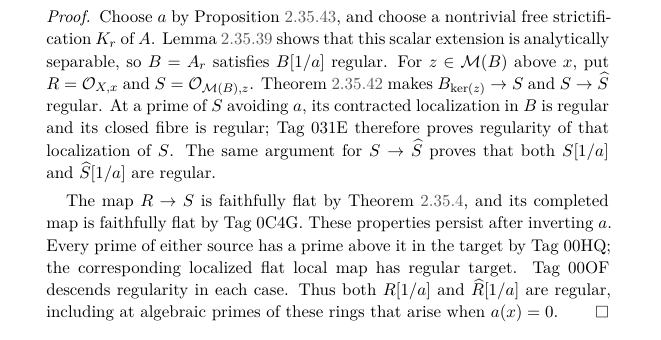 Proof. Choose a by Proposition 2.35.43, and choose a nontrivial free strictifi-
cation K_r of A. Lemma 2.35.39 shows that this scalar extension is analytically
separable, so B = A_r satisfies B[1/a] regular. For z ∈ M(B) above x, put
R = O_{X,x} and S = O_{M(B),z}. Theorem 2.35.42 makes B_{ker(z)} → S and S → Ŝ
regular. At a prime of S avoiding a, its contracted localization in B is regular
and its closed fibre is regular; Tag 031E therefore proves regularity of that
localization of S. The same argument for S → Ŝ proves that both S[1/a]
and Ŝ[1/a] are regular.
The map R → S is faithfully flat by Theorem 2.35.4, and its completed
map is faithfully flat by Tag 0C4G. These properties persist after inverting a.
Every prime of either source has a prime above it in the target by Tag 00HQ;
the corresponding localized flat local map has regular target. Tag 00OF
descends regularity in each case. Thus both R[1/a] and R̂[1/a] are regular,
including at algebraic primes of these rings that arise when a(x) = 0. □